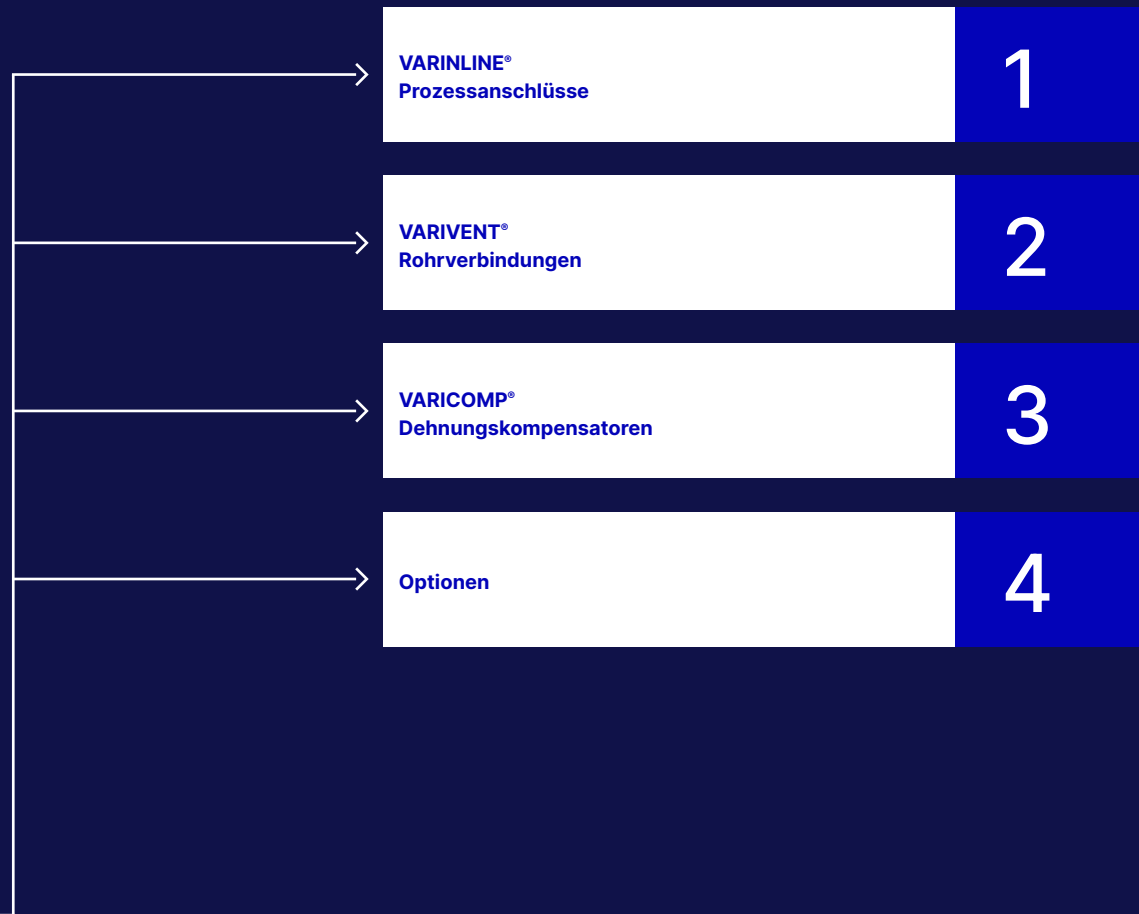 VARINLINE®
Prozessanschlüsse
1
VARIVENT®
Rohrverbindungen
2
VARICOMP®
Dehnungskompensatoren
3
Optionen
4